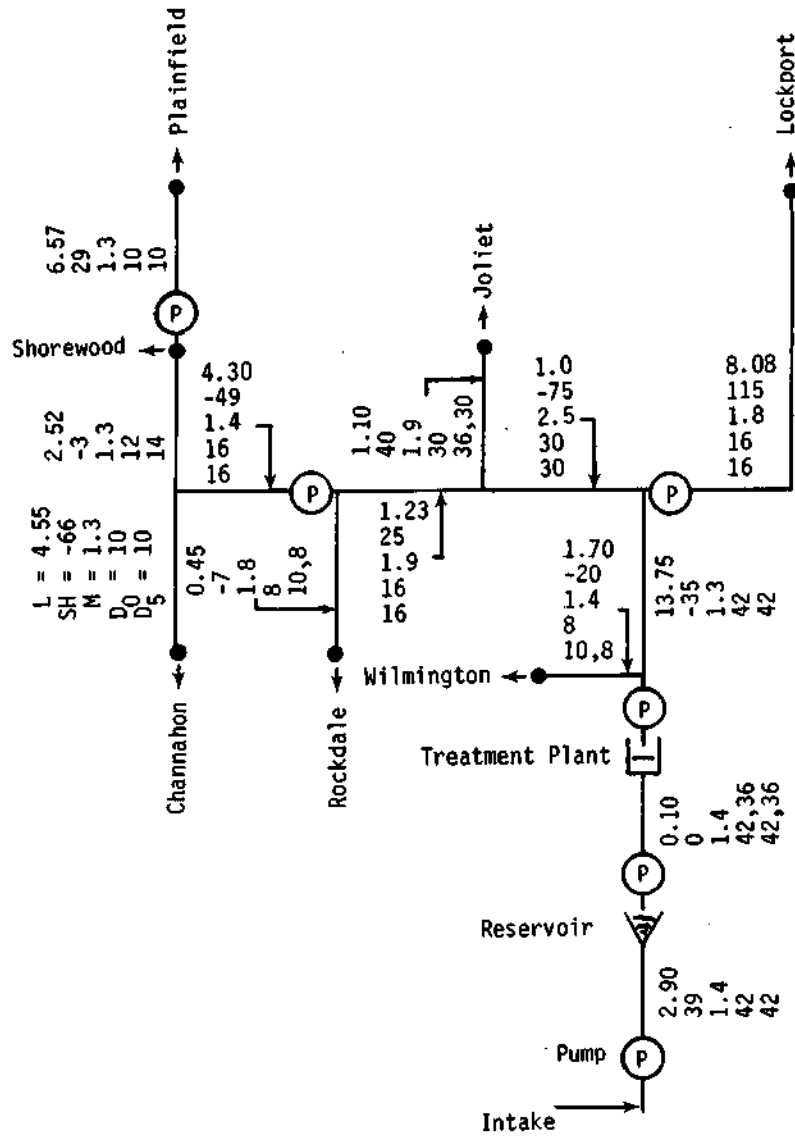 Plainfield
6.57
29
1.3
10
10
P
Shorewood
2.52
-3
1.3
12
14
4.30
-49
1.4
16
16
P
L = 4.55
SH = -66
M = 1.3
D0 = 10
D5 = 10
Channahon
0.45
-7
1.8
8
10,8
Rockdale
1.10
40
1.9
30
36,30
Joliet
1.23
25
1.9
16
16
1.0
-75
2.5
30
30
P
8.08
115
1.8
16
16
Lockport
1.70
-20
1.4
8
10,8
Wilmington
13.75
-35
1.3
42
42
P
Treatment Plant
0.10
0
1.4
42,36
42,36
P
Reservoir
2.90
39
1.4
42
42
Pump
P
Intake